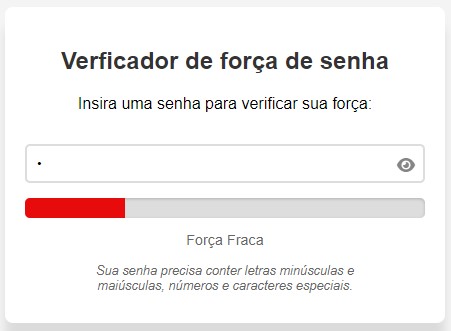 Verficador de força de senha
Insira uma senha para verificar sua força:
•
Força Fraca
Sua senha precisa conter letras minúsculas e
maiúsculas, números e caracteres especiais.